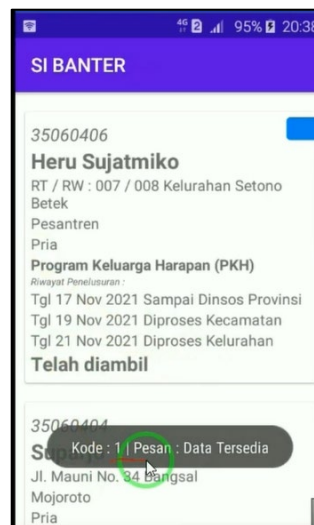 4G 2 95% 20:38
SI BANTER
35060406
Heru Sujatmiko
RT / RW : 007 / 008 Kelurahan Setono
Betek
Pesantren
Pria
Program Keluarga Harapan (PKH)
Riwayat Penelusuran :
Tgl 17 Nov 2021 Sampai Dinsos Provinsi
Tgl 19 Nov 2021 Diproses Kecamatan
Tgl 21 Nov 2021 Diproses Kelurahan
Telah diambil
35060404
Kode : 1 | Pesan : Data Tersedia
Jl. Mauni No. 34 Bangsal
Mojoroto
Pria